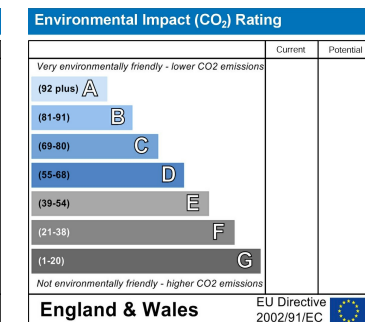 Environmental Impact (CO₂) Rating
Current Potential
Very environmentally friendly - lower CO2 emissions
(92 plus) A
(81-91) B
(69-80) C
(55-68) D
(39-54) E
(21-38) F
(1-20) G
Not environmentally friendly - higher CO2 emissions
England & Wales
EU Directive
2002/91/EC